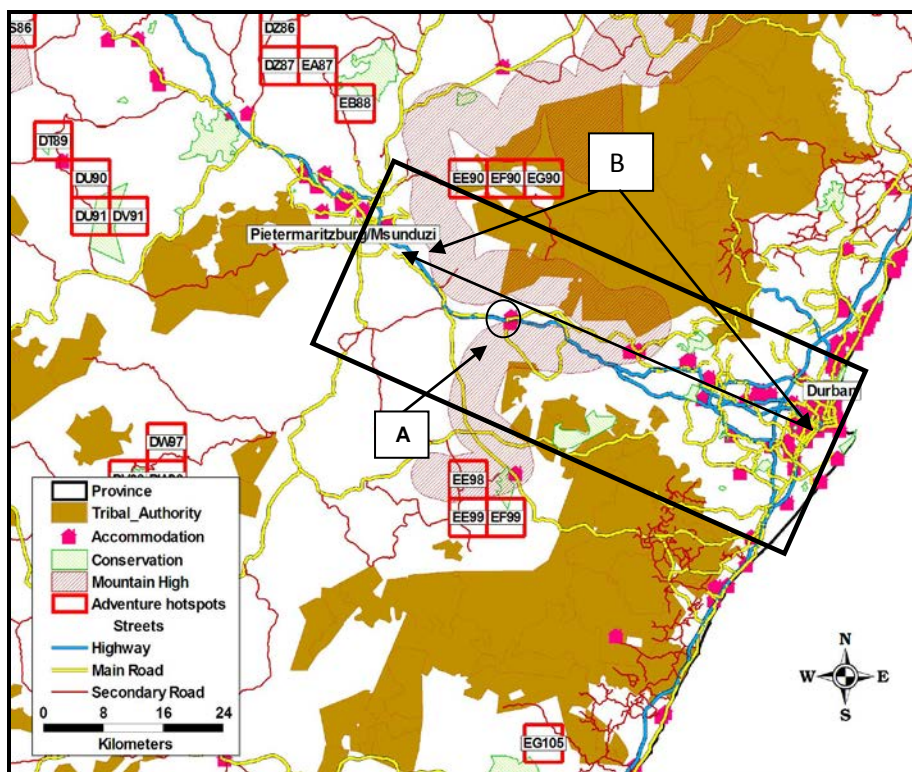 S86
DZ86
DZ87 EA87
EB88
DT89
DU90
DU91 DV91
B
EE90 EF90 EG90
Pietermaritzburg/Msunduzi
Durban
A
DW97
EE98
EE99 EF99
Province
Tribal_Authority
Accommodation
Conservation
Mountain High
Adventure hotspots
Streets
Highway
Main Road
Secondary Road
0 8 16 24
Kilometers
N
W E
S
EG105